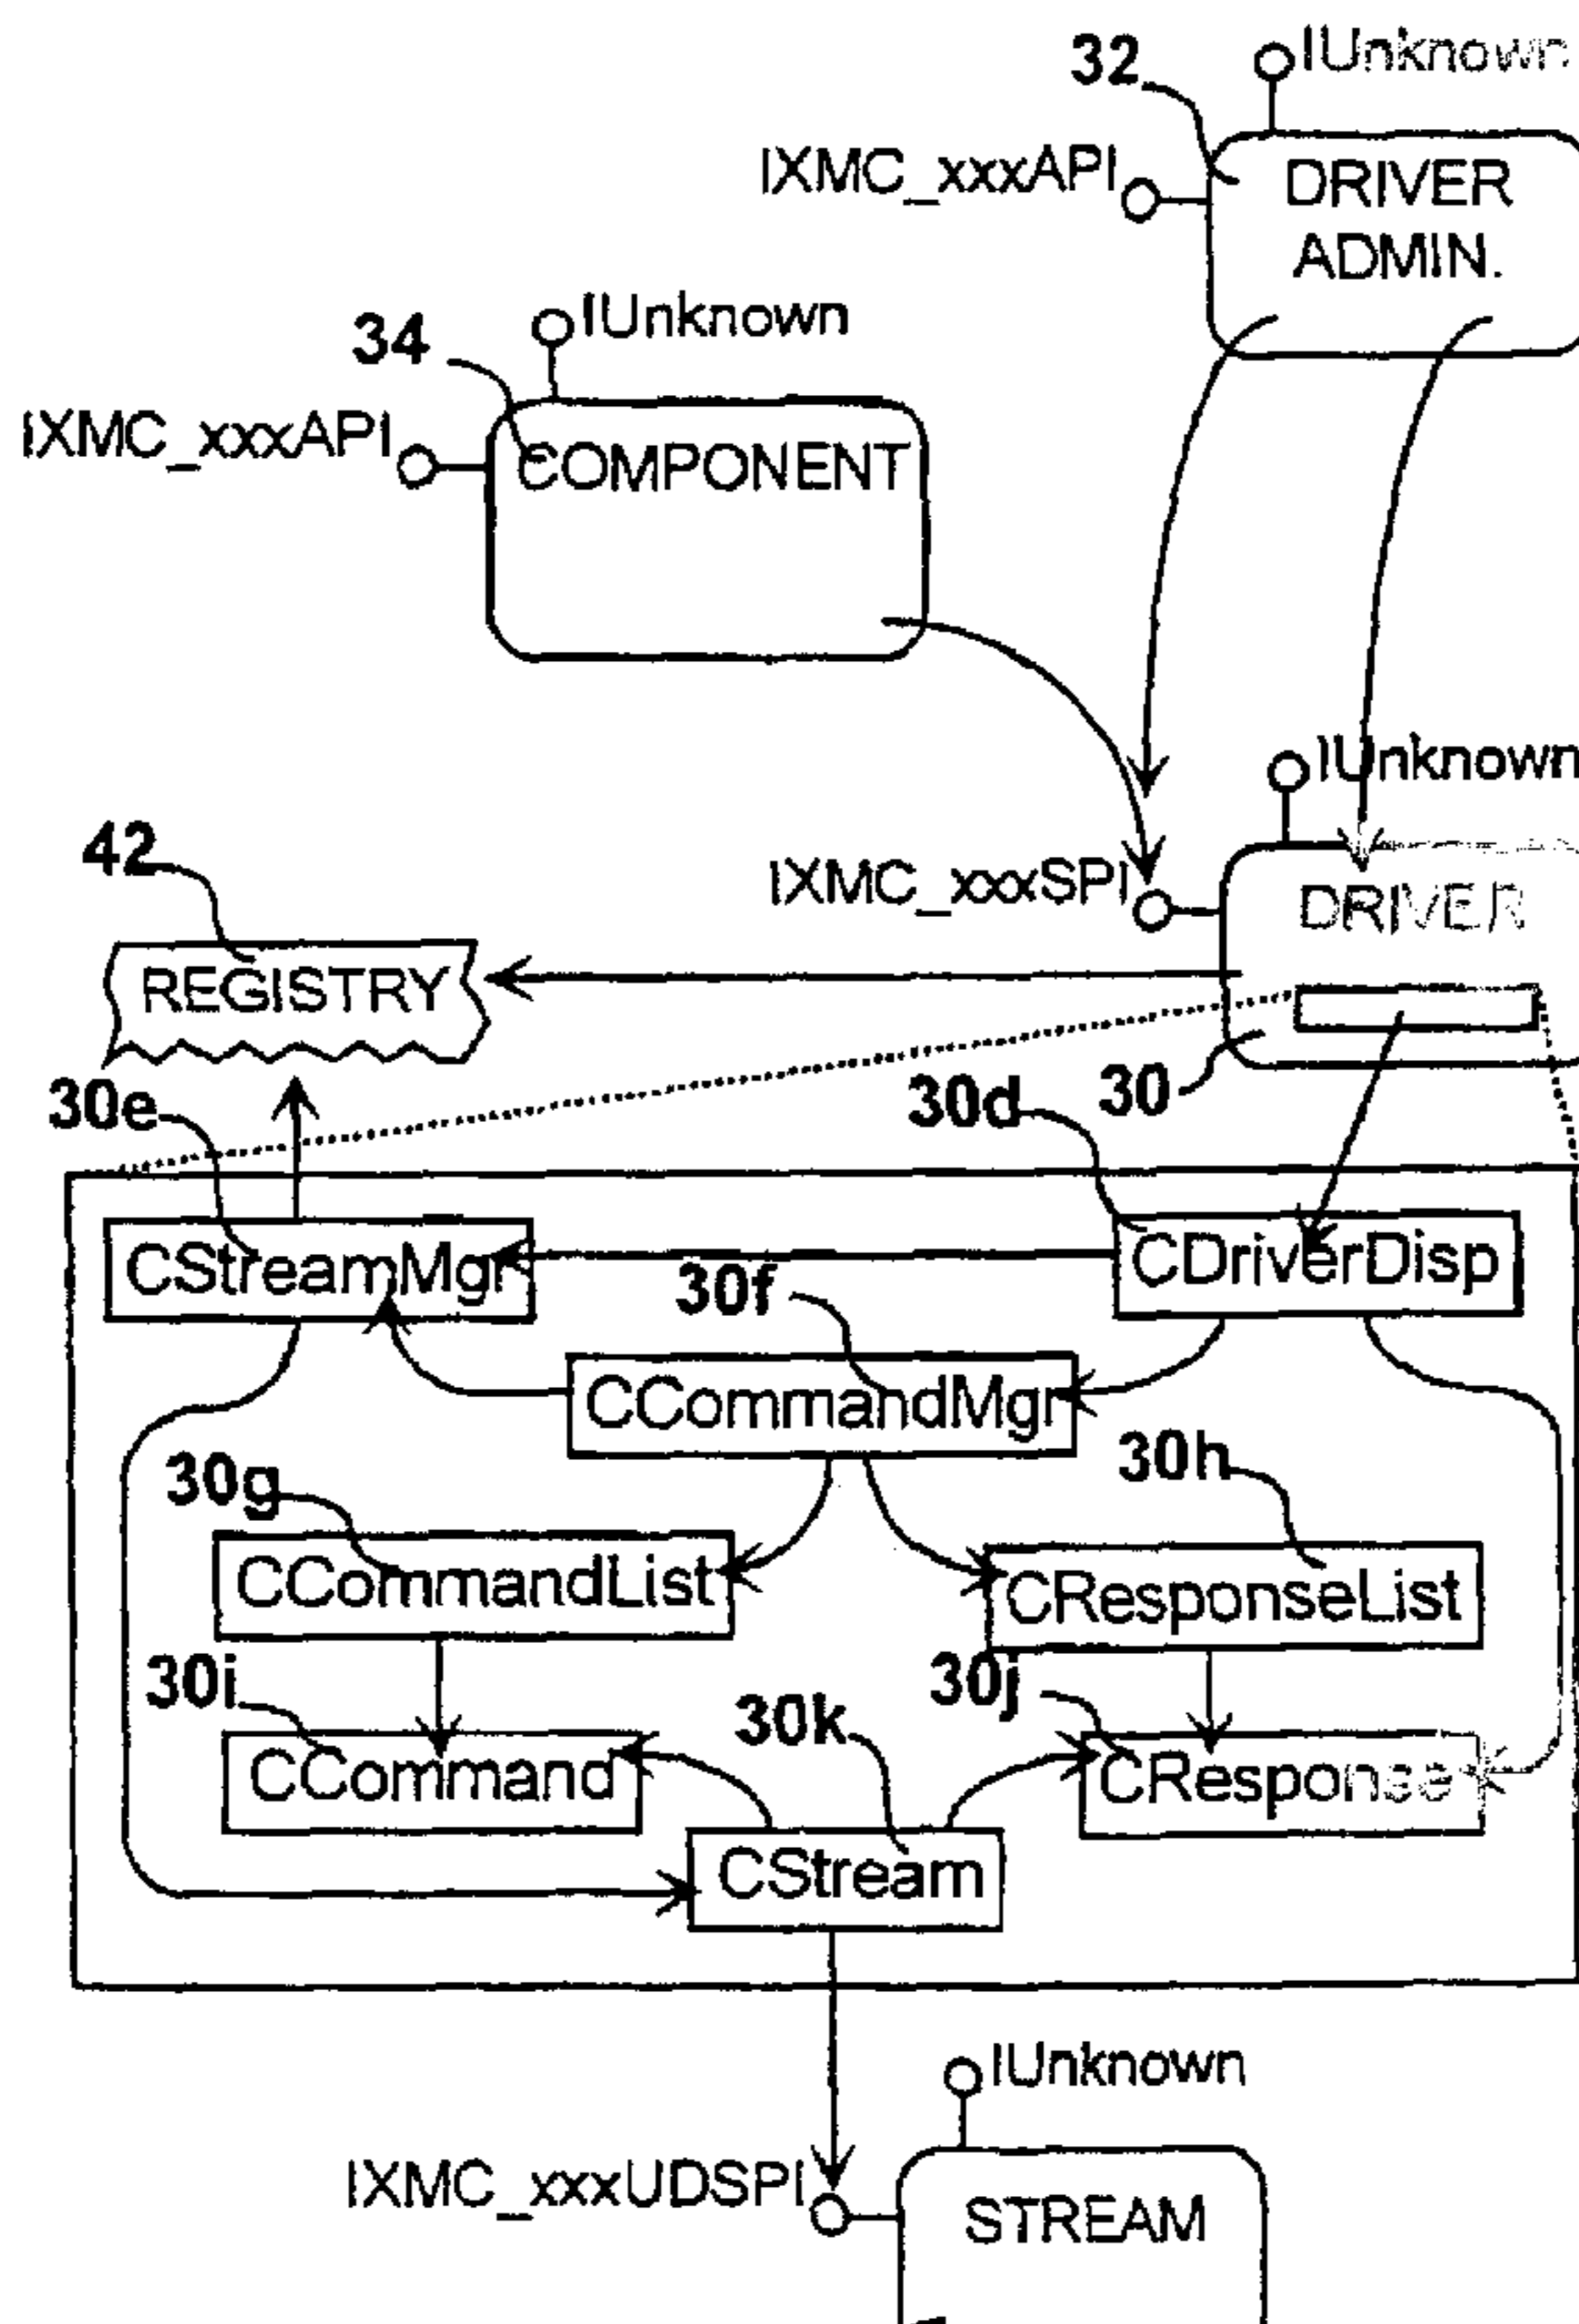 32
IUnknown
IXMC_xxxAPI
DRIVER
ADMIN.
34
IUnknown
IXMC_xxxAPI
COMPONENT
IUnknown
42
IXMC_xxxSPI
DRIVER
REGISTRY
30e
30d
30
CStreamMgr
CDriverDisp
30f
CCommandMgr
30g
30h
CCommandList
CResponseList
30i
30k
30j
CCommand
CResponse
CStream
IUnknown
IXMC_xxxUDSPI
STREAM